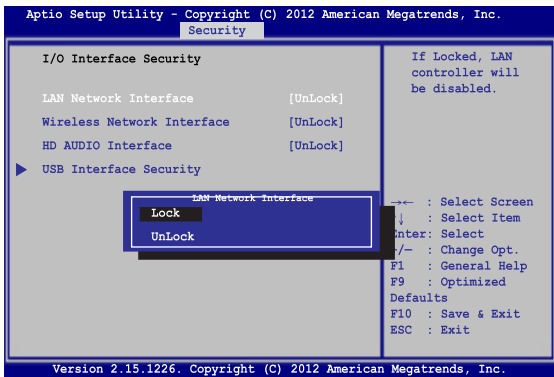 Aptio Setup Utility - Copyright (C) 2012 American Megatrends, Inc.
Security
I/O Interface Security
LAN Network Interface [UnLock]
Wireless Network Interface [UnLock]
HD AUDIO Interface [UnLock]
USB Interface Security
If Locked, LAN
controller will
be disabled.
LAN Network Interface
Lock
UnLock
→← : Select Screen
↓ : Select Item
Enter: Select
/— : Change Opt.
F1 : General Help
F9 : Optimized
Defaults
F10 : Save & Exit
ESC : Exit
Version 2.15.1226. Copyright (C) 2012 American Megatrends, Inc.